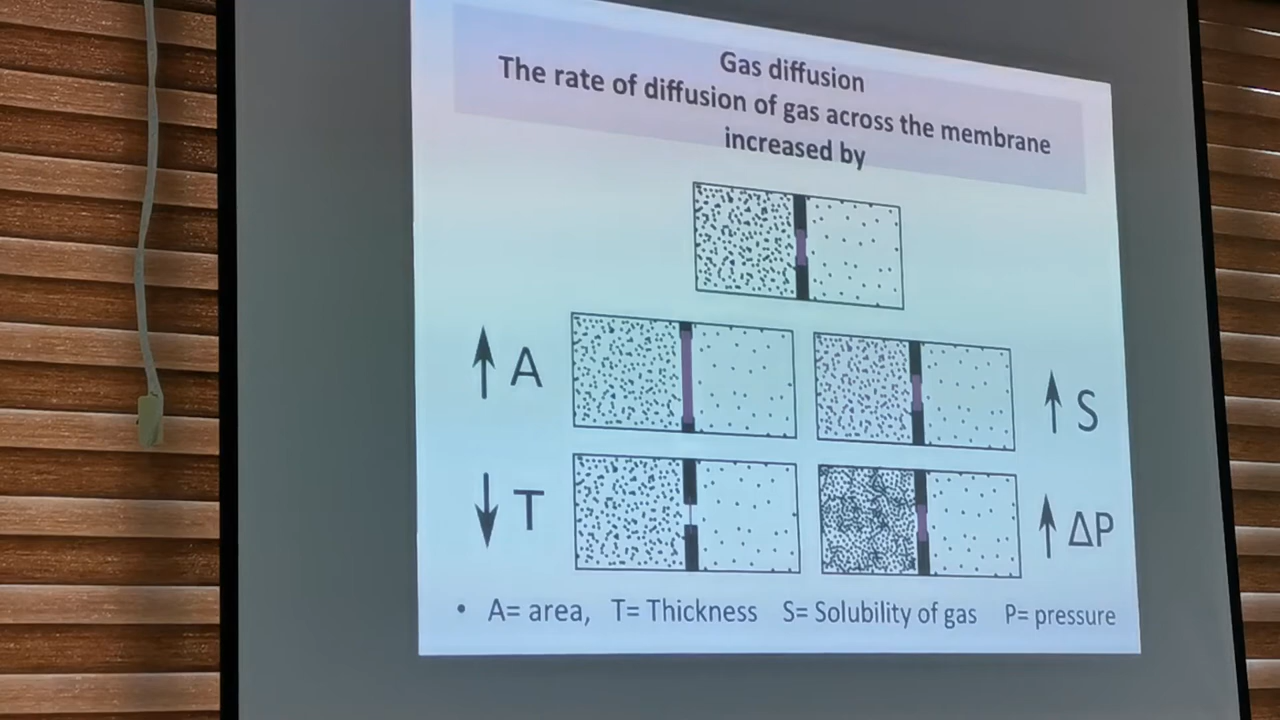 Gas diffusion
The rate of diffusion of gas across the membrane
increased by
↑ A
↑ S
↓ T
↑ ΔP
• A= area, T= Thickness S= Solubility of gas P= pressure